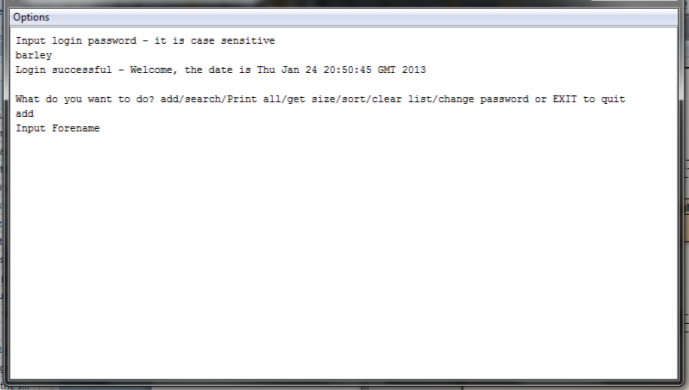 Options
Input login password - it is case sensitive
barley
Login successful - Welcome, the date is Thu Jan 24 20:50:45 GMT 2013
What do you want to do? add/search/Print all/get size/sort/clear list/change password or EXIT to quit
add
Input Forename